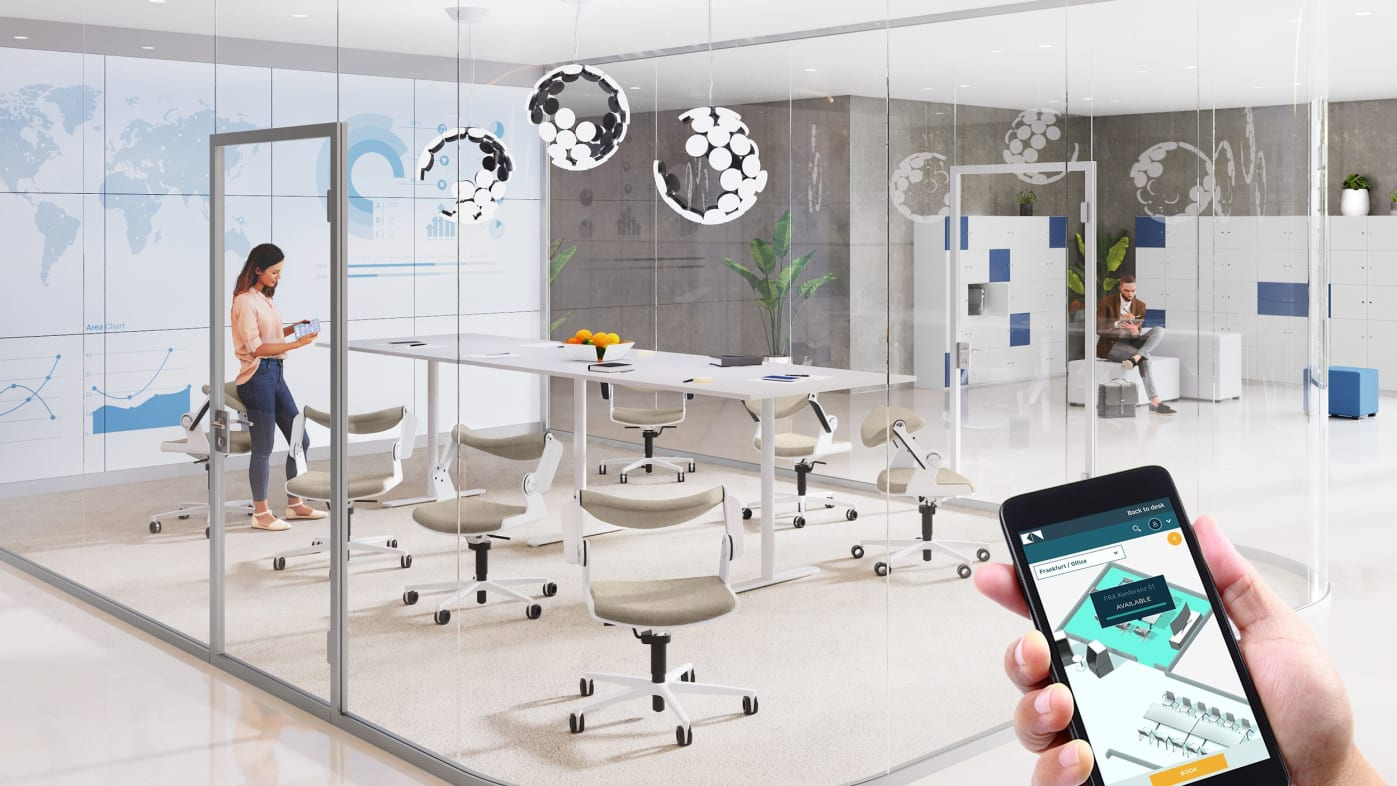 A
B
C
Area Chart
Back to desk
Frankfurt / Office
FRA Konferenz 01
AVAILABLE
BOOK